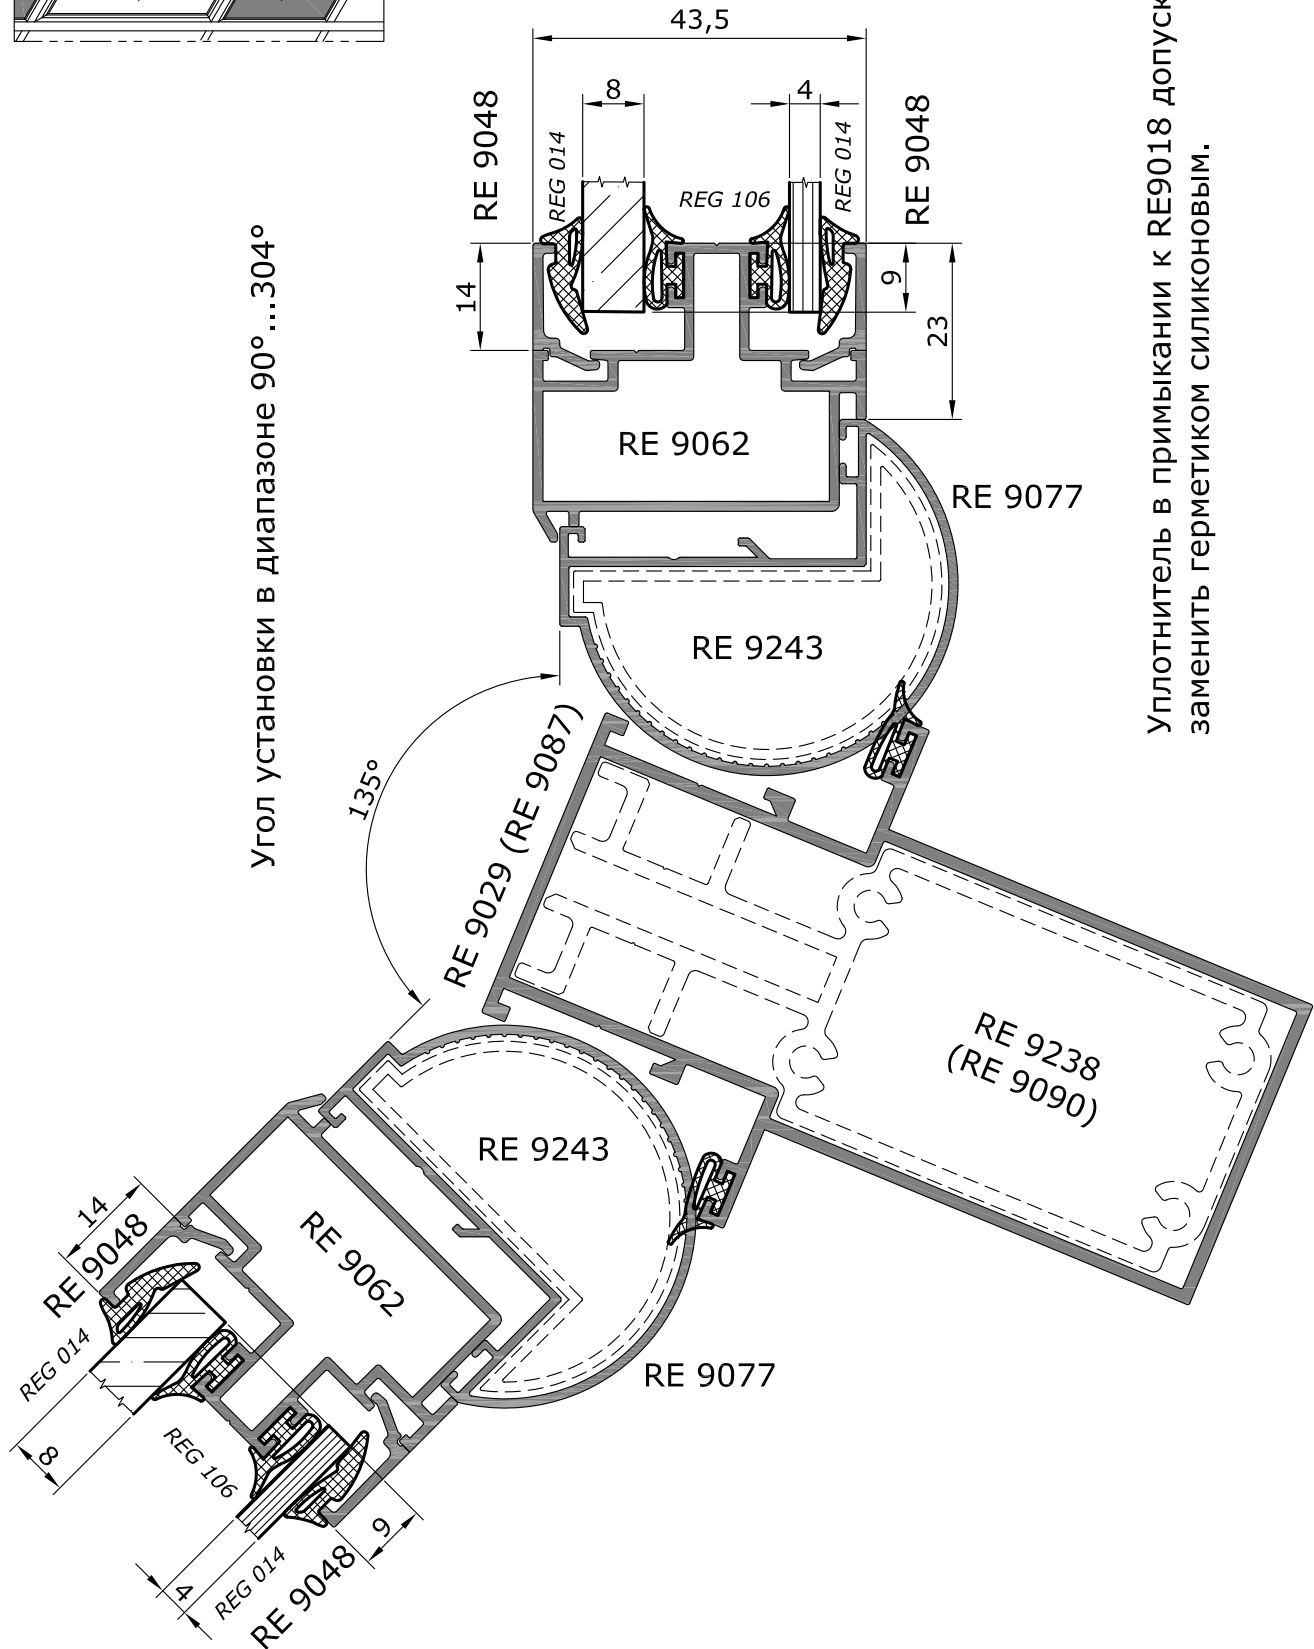 43,5
8
4
RE 9048
REG 014
REG 106
REG 014
RE 9048
14
9
23
RE 9062
RE 9077
RE 9243
135°
RE 9029 (RE 9087)
RE 9238
(RE 9090)
RE 9243
RE 9062
RE 9077
14
RE 9048
REG 014
8
REG 106
4
REG 014
RE 9048
9
Угол установки в диапазоне 90°...304°
Уплотнитель в примыкании к RE9018
заменить герметиком силиконовым.